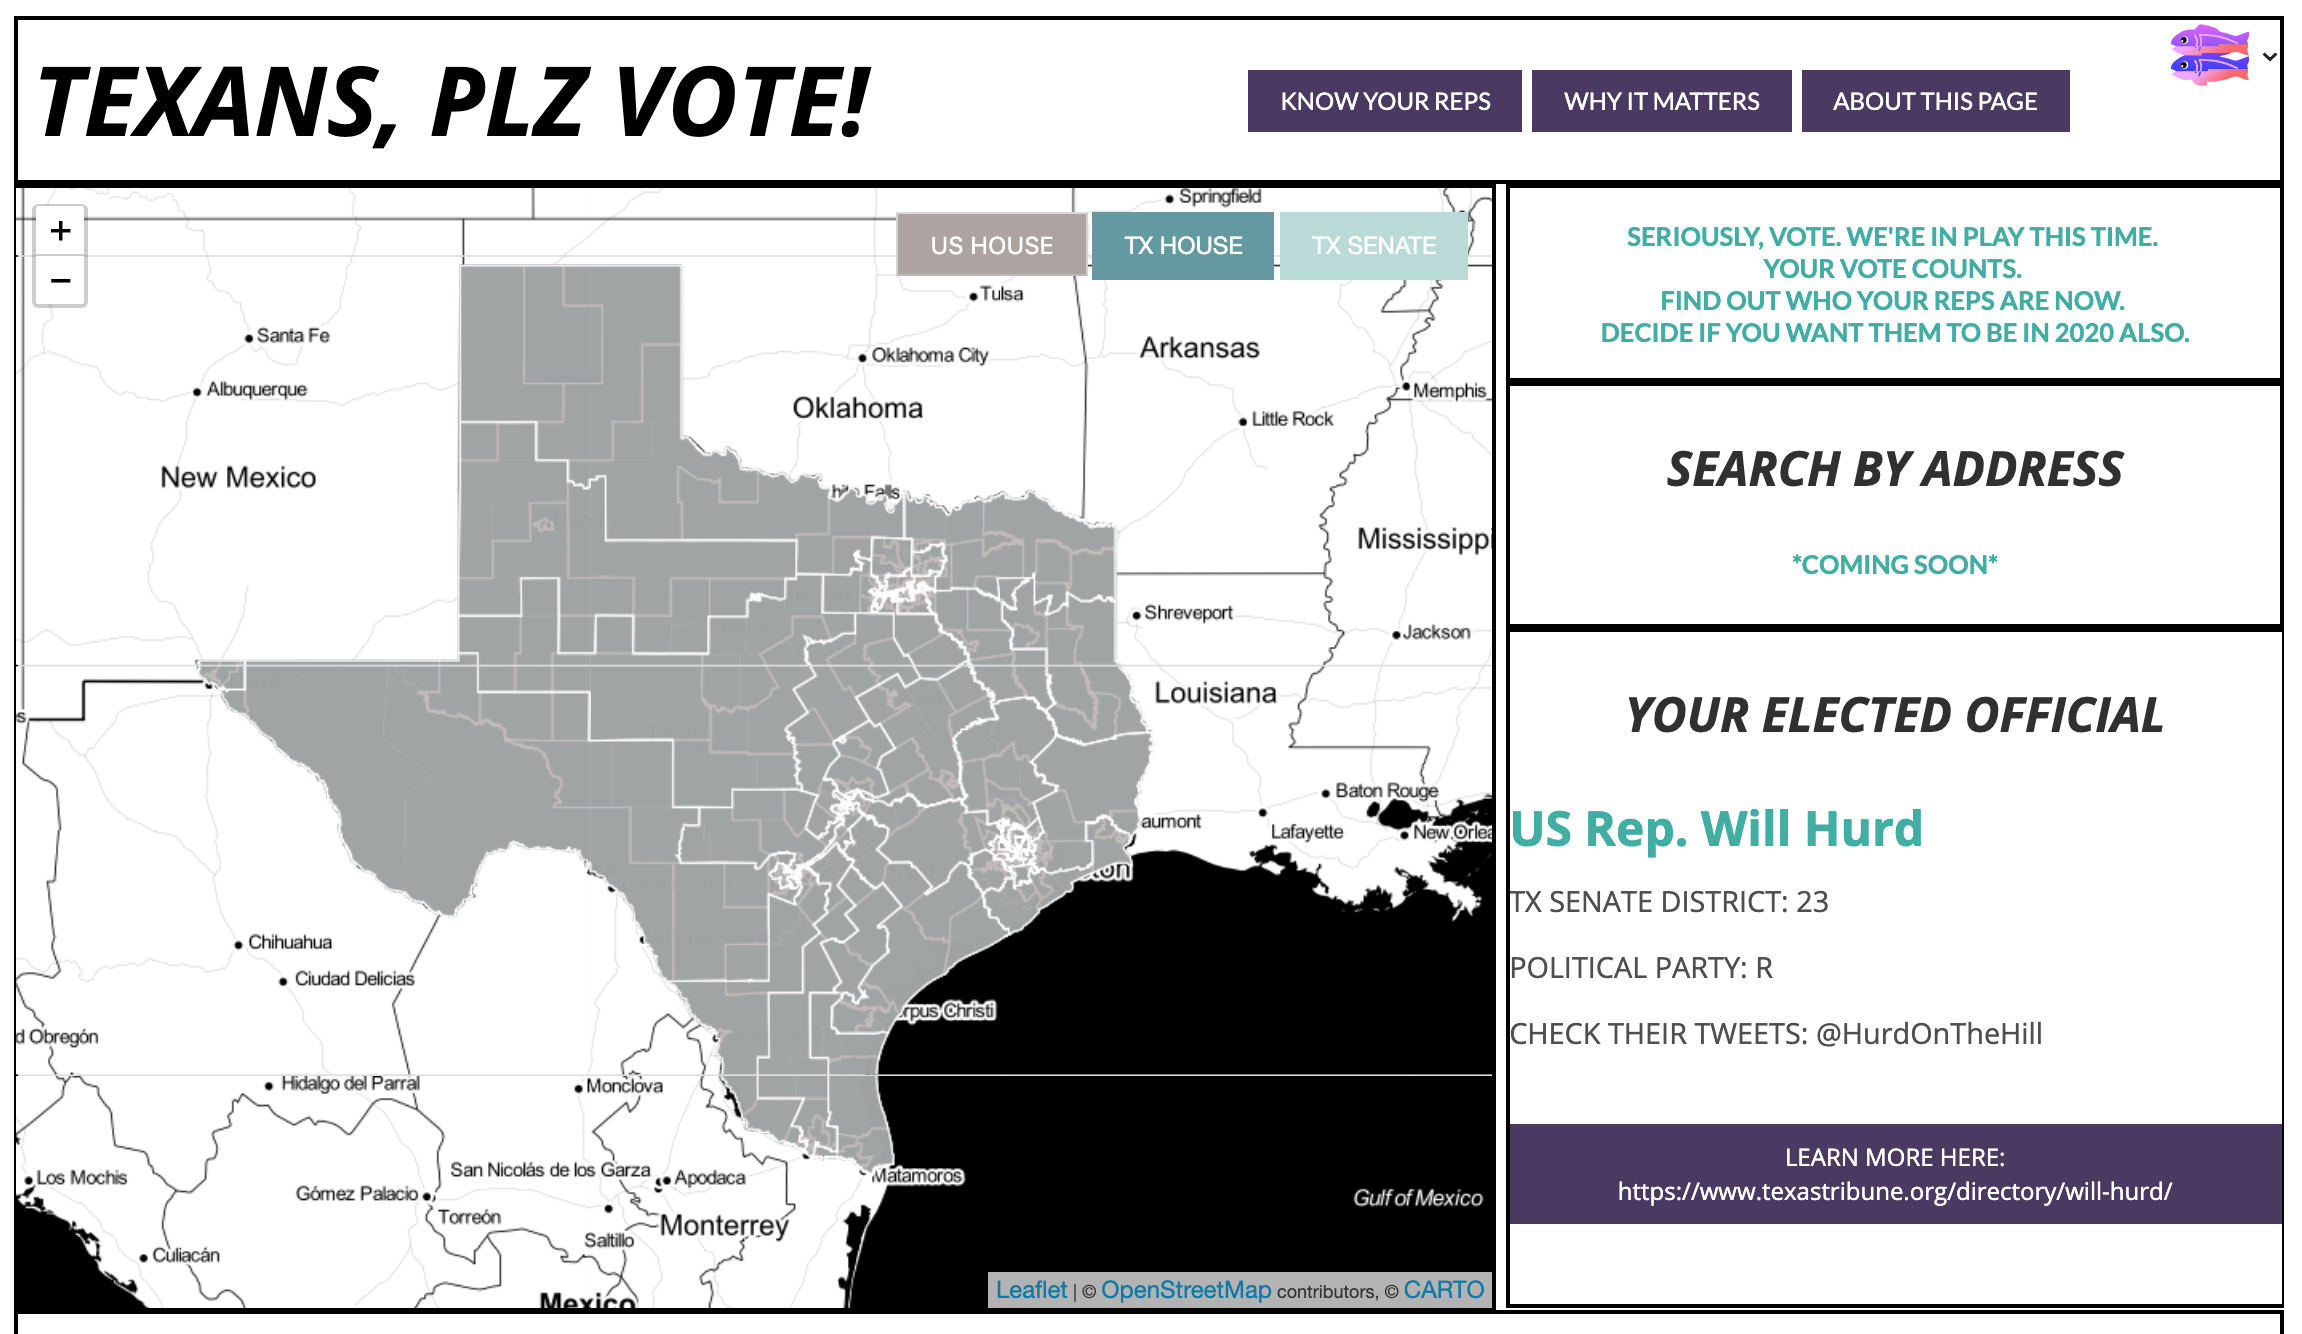 TEXANS, PLZ VOTE!
KNOW YOUR REPS
WHY IT MATTERS
ABOUT THIS PAGE
+
−
US HOUSE
TX HOUSE
TX SENATE
Springfield
Tulsa
Santa Fe
Arkansas
Oklahoma City
Albuquerque
Memphis
Oklahoma
Little Rock
New Mexico
Falls
Mississippi
Shreveport
Jackson
Louisiana
Baton Rouge
aumont
Lafayette
New Orlea
ton
Chihuahua
Ciudad Delicias
rpus Christi
d Obregón
Hidalgo del Parral
Monclova
San Nicolás de los Garza
Apodaca
Matamoros
Los Mochis
Gómez Palacio
Torreón
Gulf of Mexico
Monterrey
Saltillo
Culiacán
Mexico
Leaflet | © OpenStreetMap contributors, © CARTO
SERIOUSLY, VOTE. WE'RE IN PLAY THIS TIME.
YOUR VOTE COUNTS.
FIND OUT WHO YOUR REPS ARE NOW.
DECIDE IF YOU WANT THEM TO BE IN 2020 ALSO.
SEARCH BY ADDRESS
*COMING SOON*
YOUR ELECTED OFFICIAL
US Rep. Will Hurd
TX SENATE DISTRICT: 23
POLITICAL PARTY: R
CHECK THEIR TWEETS: @HurdOnTheHill
LEARN MORE HERE:
https://www.texastribune.org/directory/will-hurd/